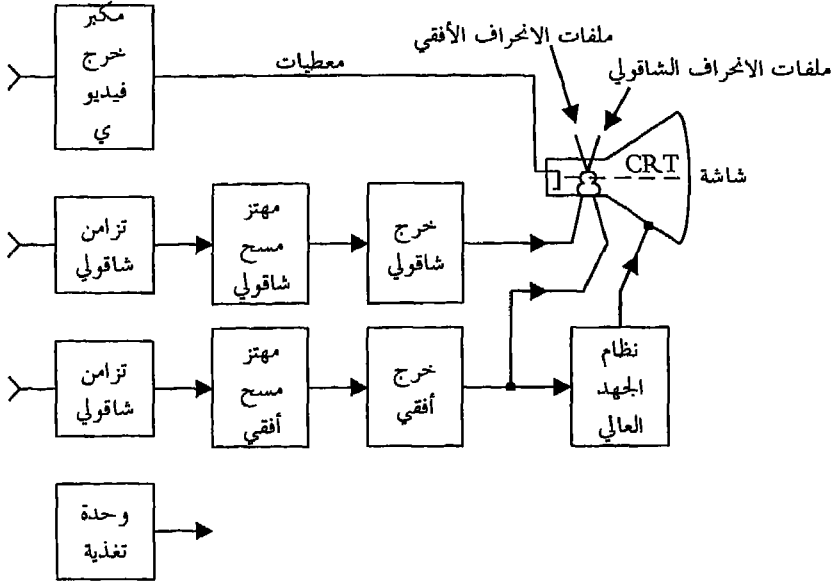 مكبر
خرج
فيديو
ي
معطيات
ملفات الانحراف الأفقي
ملفات الانحراف الشاقولي
CRT
شاشة
تزامن
شاقولي
مهتز
مسح
شاقولي
خرج
شاقولي
تزامن
شاقولي
مهتز
مسح
أفقي
خرج
أفقي
نظام
الجهد
العالي
وحدة
تغذية